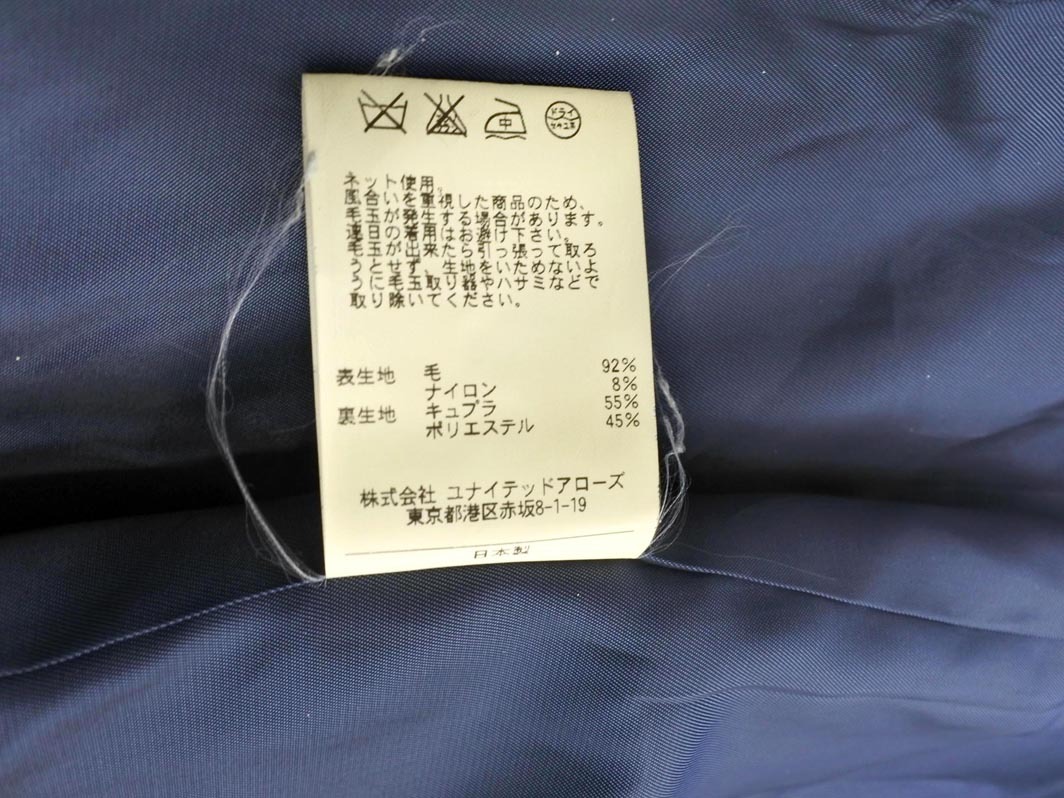 中
ドライ
セキユ系
ネット使用。
風合いを重視した商品のため、
毛玉が発生する場合があります。
連日の着用はお避け下さい。
毛玉が出来たら引っ張って取ろ
うとせず、生地をいためないよ
うに毛玉取り器やハサミなどで
取り除いてください。
表生地 毛 92%
ナイロン 8%
裏生地 キュプラ 55%
ポリエステル 45%
株式会社 ユナイテッドアローズ
東京都港区赤坂8-1-19
日本製